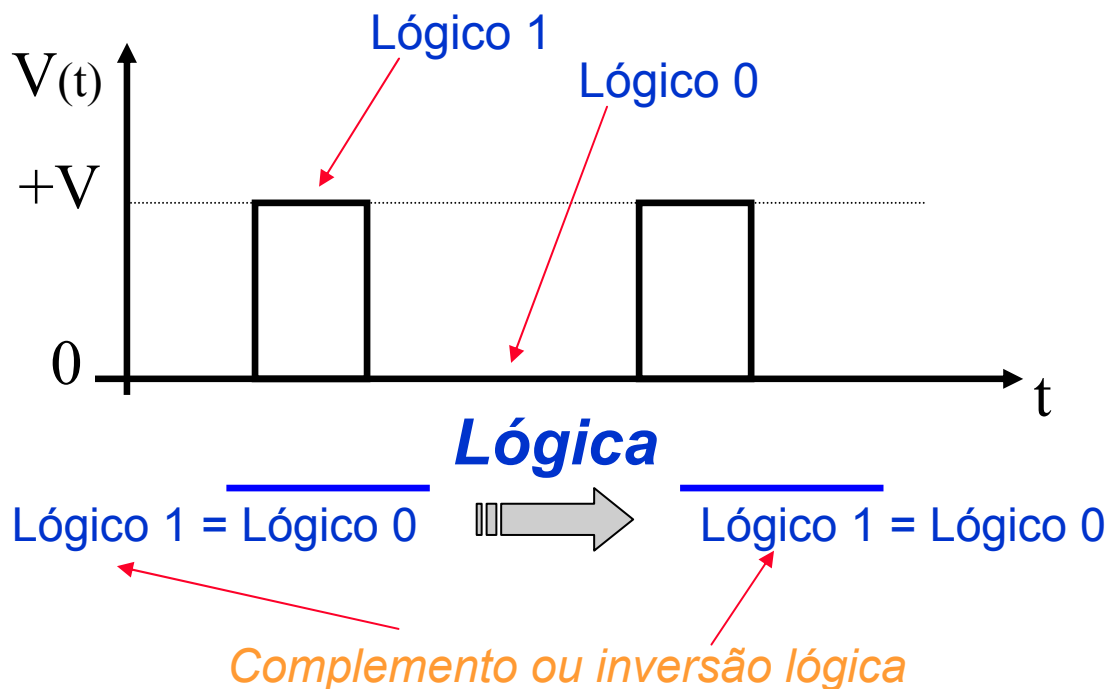 Lógico 1
V(t)
Lógico 0
+V
0
t
Lógica
Lógico 1 = Lógico 0
Lógico 1 = Lógico 0
Complemento ou inversão lógica